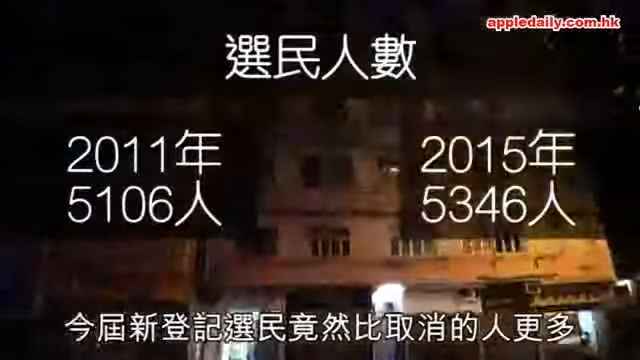 appledaily.com.hk
選民人數
2011年
5106人
2015年
5346人
今屆新登記選民竟然比取消的人更多